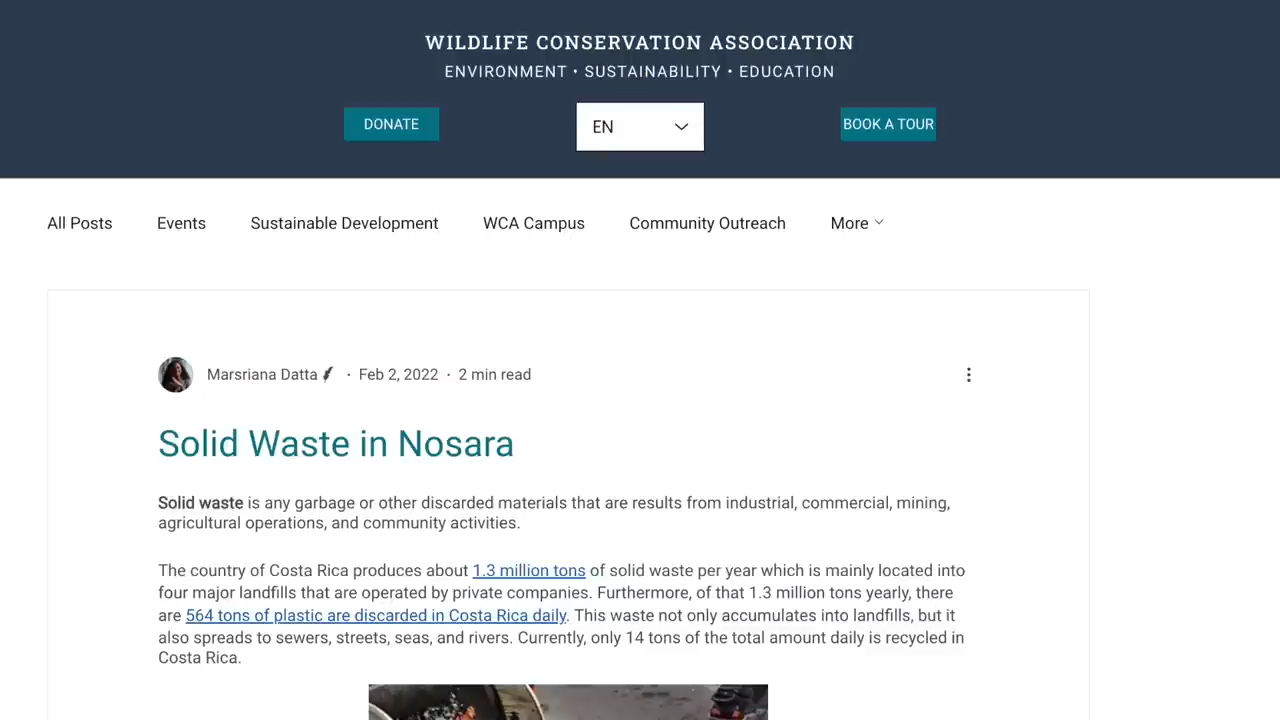 WILDLIFE CONSERVATION ASSOCIATION
ENVIRONMENT • SUSTAINABILITY • EDUCATION
DONATE
EN
BOOK A TOUR
All Posts
Events
Sustainable Development
WCA Campus
Community Outreach
More
Marsriana Datta · Feb 2, 2022 · 2 min read
Solid Waste in Nosara
Solid waste is any garbage or other discarded materials that are results from industrial, commercial, mining,
agricultural operations, and community activities.
The country of Costa Rica produces about 1.3 million tons of solid waste per year which is mainly located into
four major landfills that are operated by private companies. Furthermore, of that 1.3 million tons yearly, there
are 564 tons of plastic are discarded in Costa Rica daily. This waste not only accumulates into landfills, but it
also spreads to sewers, streets, seas, and rivers. Currently, only 14 tons of the total amount daily is recycled in
Costa Rica.